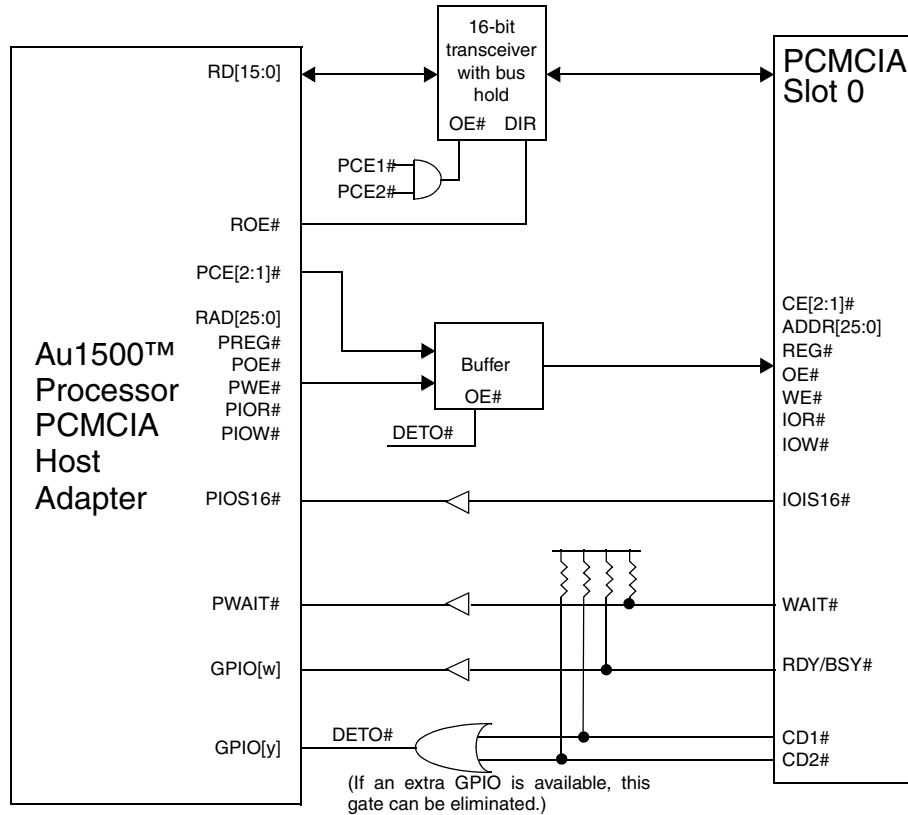 16-bit
transceiver
with bus
hold
OE# DIR
RD[15:0]
PCMCIA
Slot 0
PCE1#
PCE2#
ROE#
PCE[2:1]#
RAD[25:0]
PREG#
POE#
PWE#
PIOR#
PIOW#
Au1500™
Processor
PCMCIA
Host
Adapter
Buffer
OE#
DETO#
CE[2:1]#
ADDR[25:0]
REG#
OE#
WE#
IOR#
IOW#
PIOS16#
IOIS16#
PWAIT#
WAIT#
GPIO[w]
RDY/BSY#
GPIO[y]
DETO#
CD1#
CD2#
(If an extra GPIO is available, this
gate can be eliminated.)